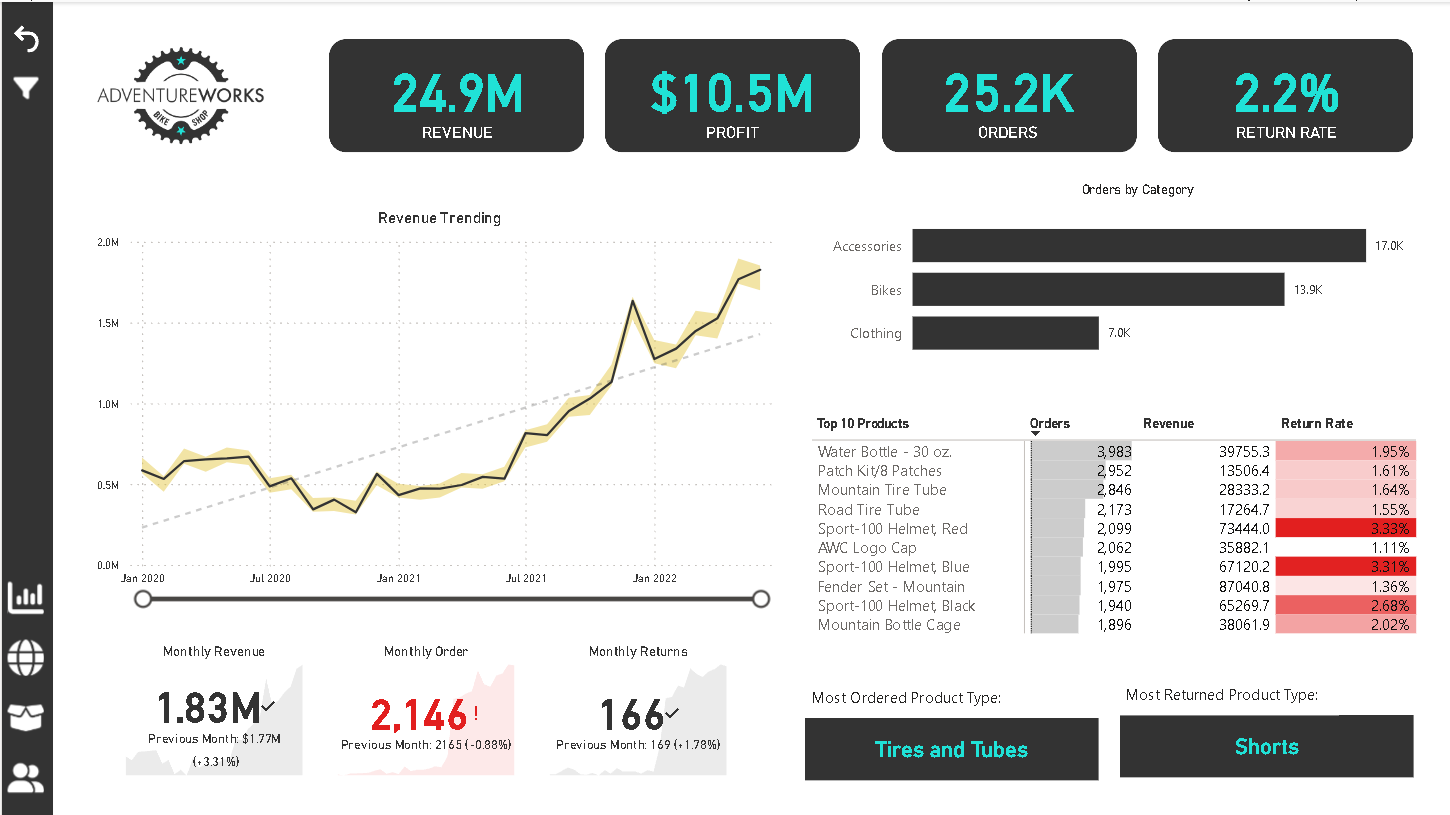 ADVENTUREWORKS
BIKE SHOP
24.9M
REVENUE
$10.5M
PROFIT
25.2K
ORDERS
2.2%
RETURN RATE
Revenue Trending
2.0M
1.5M
1.0M
0.5M
0.0M
Jan 2020 Jul 2020 Jan 2021 Jul 2021 Jan 2022
Orders by Category
Accessories 17.0K
Bikes 13.9K
Clothing 7.0K
Top 10 Products Orders Revenue Return Rate
Water Bottle - 30 oz. 3,983 39755.3 1.95%
Patch Kit/8 Patches 2,952 13506.4 1.61%
Mountain Tire Tube 2,846 28333.2 1.64%
Road Tire Tube 2,173 17264.7 1.55%
Sport-100 Helmet, Red 2,099 73444.0 3.33%
AWC Logo Cap 2,062 35882.1 1.11%
Sport-100 Helmet, Blue 1,995 67120.2 3.31%
Fender Set - Mountain 1,975 87040.8 1.36%
Sport-100 Helmet, Black 1,940 65269.7 2.68%
Mountain Bottle Cage 1,896 38061.9 2.02%
Monthly Revenue
1.83M
Previous Month: $1.77M
(+3.31%)
Monthly Order
2,146 !
Previous Month: 2165 (-0.88%)
Monthly Returns
166
Previous Month: 169 (+1.78%)
Most Ordered Product Type:
Tires and Tubes
Most Returned Product Type:
Shorts